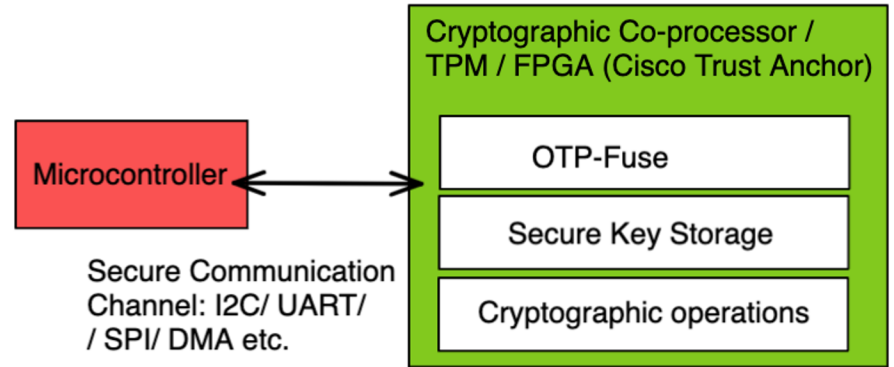 Cryptographic Co-processor /
TPM / FPGA (Cisco Trust Anchor)
OTP-Fuse
Microcontroller
Secure Key Storage
Secure Communication
Channel: I2C/ UART/
/ SPI/ DMA etc.
Cryptographic operations